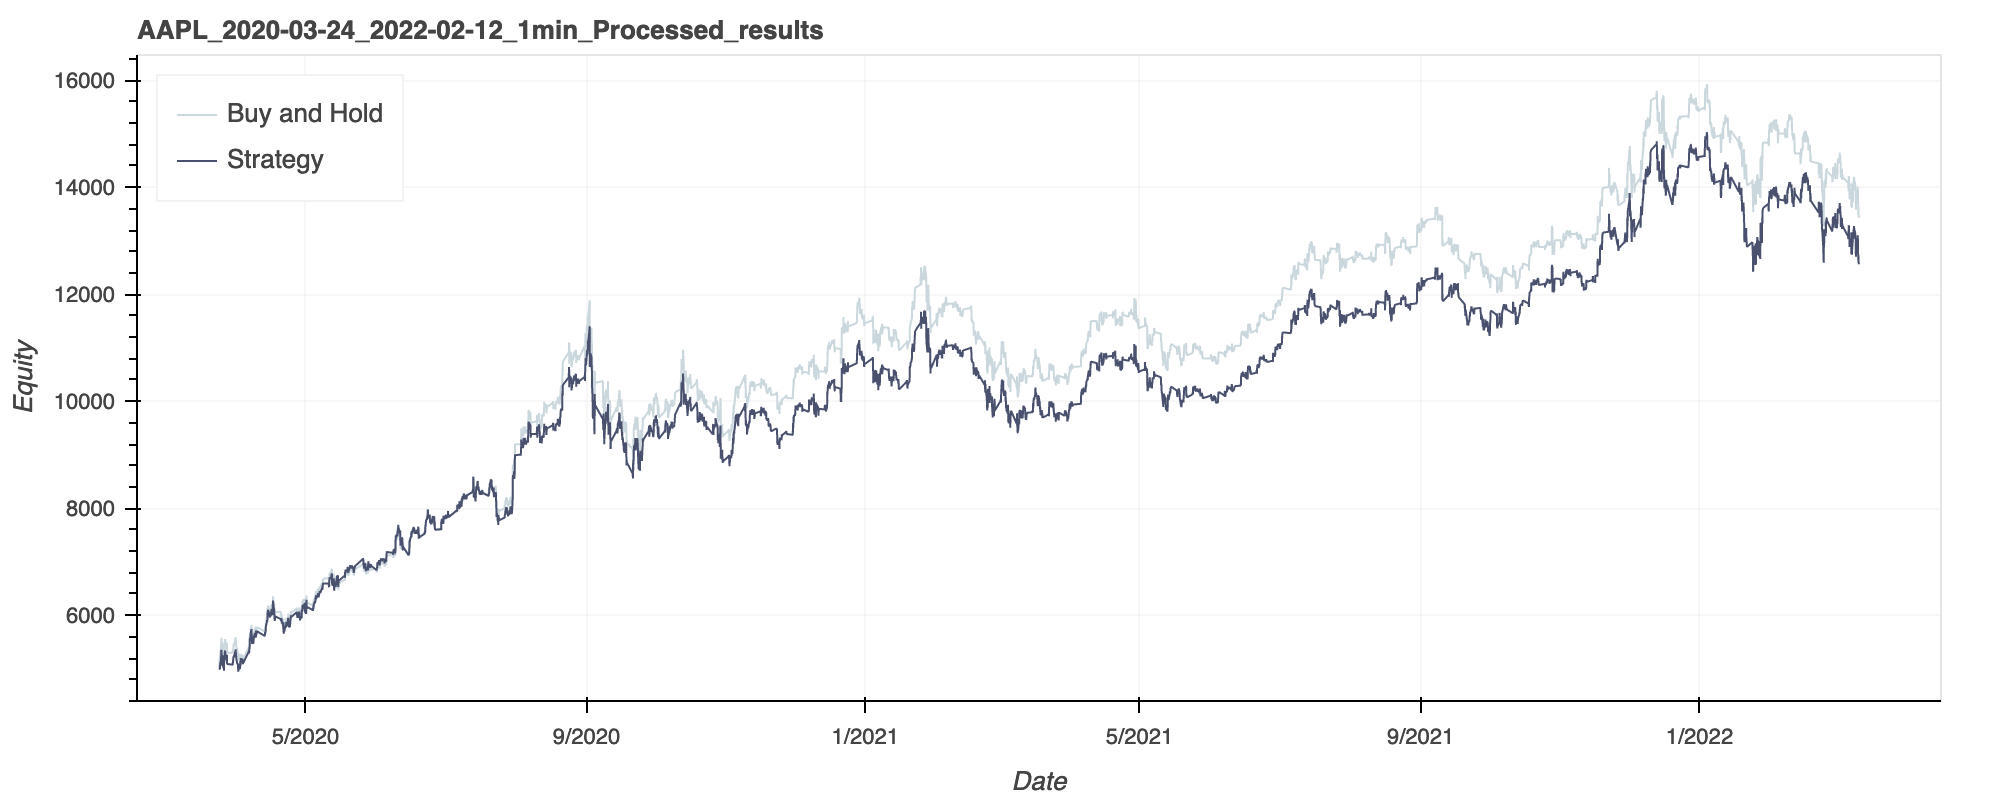 AAPL_2020-03-24_2022-02-12_1min_Processed_results
16000
14000
12000
10000
8000
6000
Equity
Buy and Hold
Strategy
5/2020 9/2020 1/2021 5/2021 9/2021 1/2022
Date